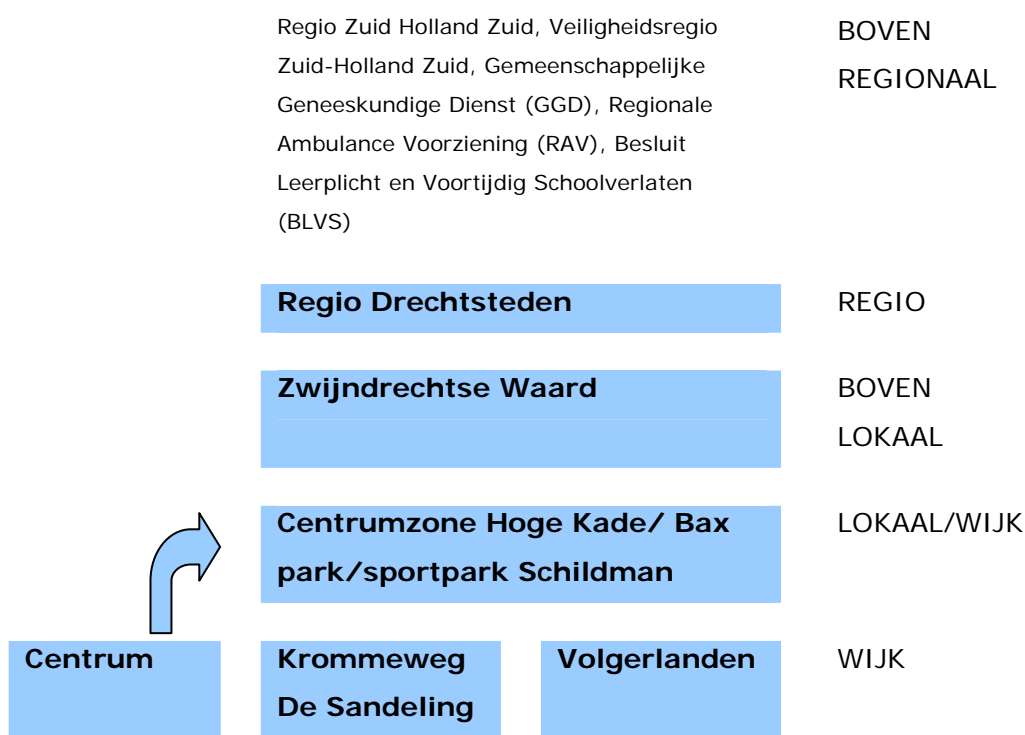 Regio Zuid Holland Zuid, Veiligheidsregio
Zuid-Holland Zuid, Gemeenschappelijke
Geneeskundige Dienst (GGD), Regionale
Ambulance Voorziening (RAV), Besluit
Leerplicht en Voortijdig Schoolverlaten
(BLVS)
BOVEN
REGIONAAL
Regio Drechtsteden
REGIO
Zwijndrechtse Waard
BOVEN
LOKAAL
Centrumzone Hoge Kade/ Bax
park/sportpark Schildman
LOKAAL/WIJK
Centrum
Krommeweg
De Sandeling
Volgerlanden
WIJK